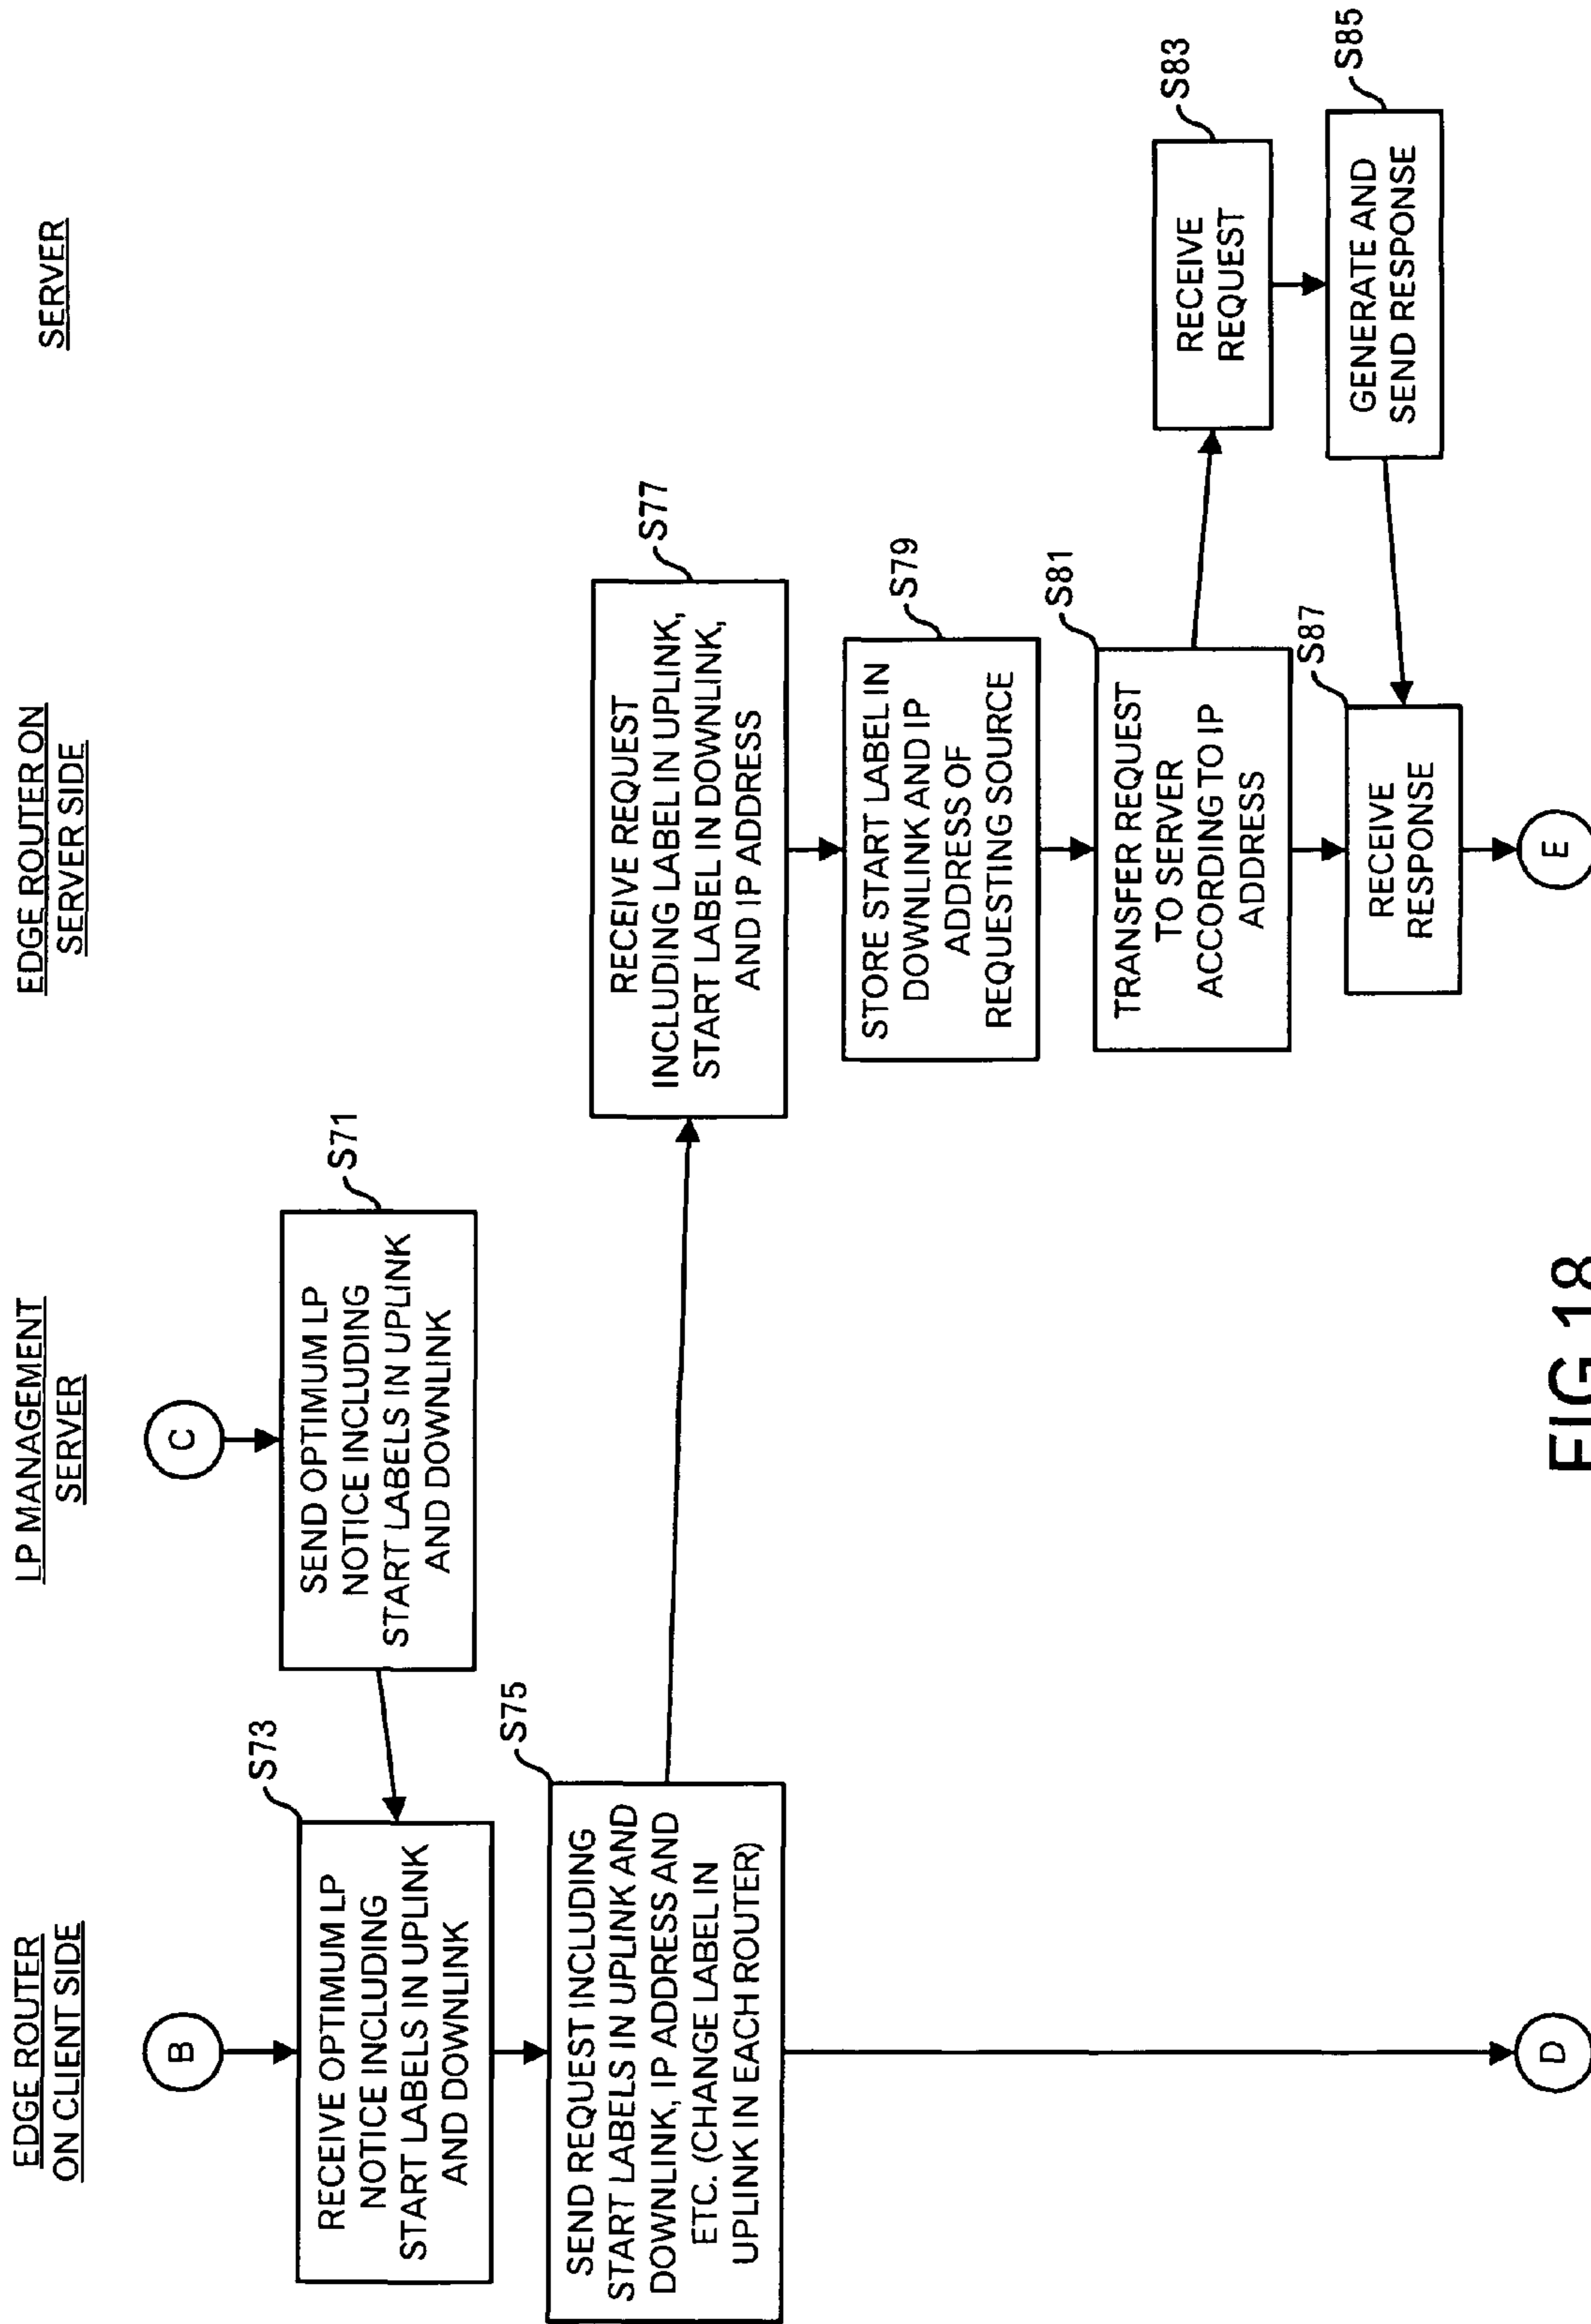 EDGE ROUTER
ON CLIENT SIDE
LP MANAGEMENT
SERVER
EDGE ROUTER ON
SERVER SIDE
SERVER
B
C
S71
SEND OPTIMUM LP
NOTICE INCLUDING
START LABELS IN UPLINK
AND DOWNLINK
S73
RECEIVE OPTIMUM LP
NOTICE INCLUDING
START LABELS IN UPLINK
AND DOWNLINK
S75
SEND REQUEST INCLUDING
START LABELS IN UPLINK AND
DOWNLINK, IP ADDRESS AND
ETC. (CHANGE LABEL IN
UPLINK IN EACH ROUTER)
S77
RECEIVE REQUEST
INCLUDING LABEL IN UPLINK,
START LABEL IN DOWNLINK,
AND IP ADDRESS
S79
STORE START LABEL IN
DOWNLINK AND IP
ADDRESS OF
REQUESTING SOURCE
S81
TRANSFER REQUEST
TO SERVER
ACCORDING TO IP
ADDRESS
S83
RECEIVE
REQUEST
S85
GENERATE AND
SEND RESPONSE
S87
RECEIVE
RESPONSE
D
E
FIG.18